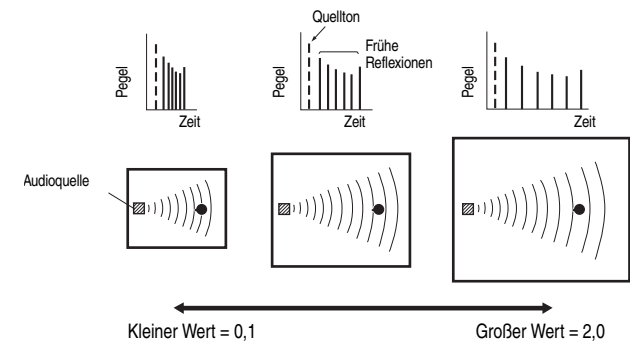 Quellton
Frühe
Reflexionen
Pegel
Zeit
Pegel
Zeit
Pegel
Zeit
Audioquelle
Kleiner Wert = 0,1
Großer Wert = 2,0